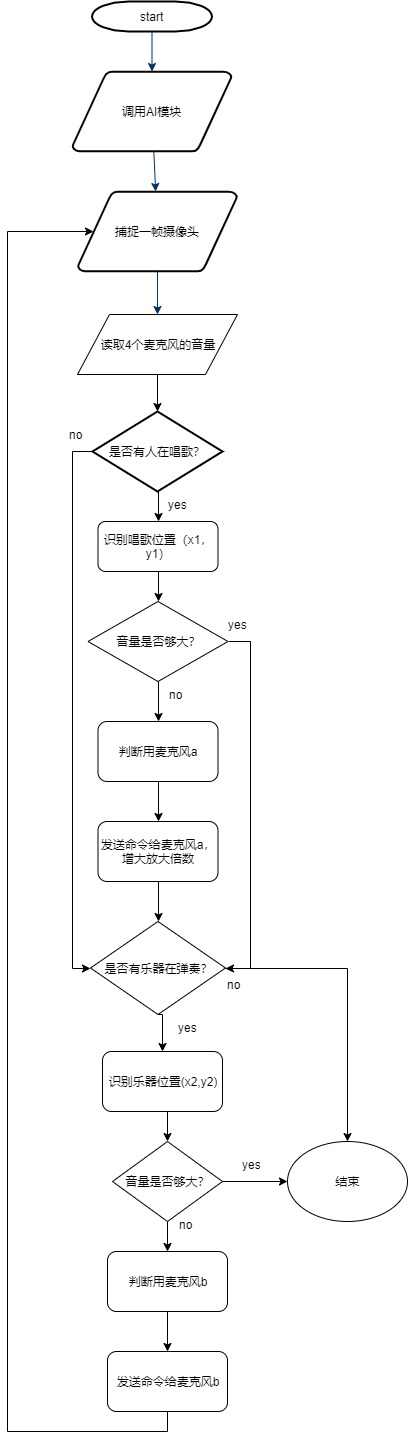 start
调用AI模块
捕捉一帧摄像头
读取4个麦克风的音量
no
是否有人在唱歌？
yes
识别唱歌位置（x1，
y1）
yes
音量是否够大？
no
判断用麦克风a
发送命令给麦克风a，
增大放大倍数
是否有乐器在弹奏？
no
yes
识别乐器位置(x2,y2)
音量是否够大？
yes
结束
no
判断用麦克风b
发送命令给麦克风b